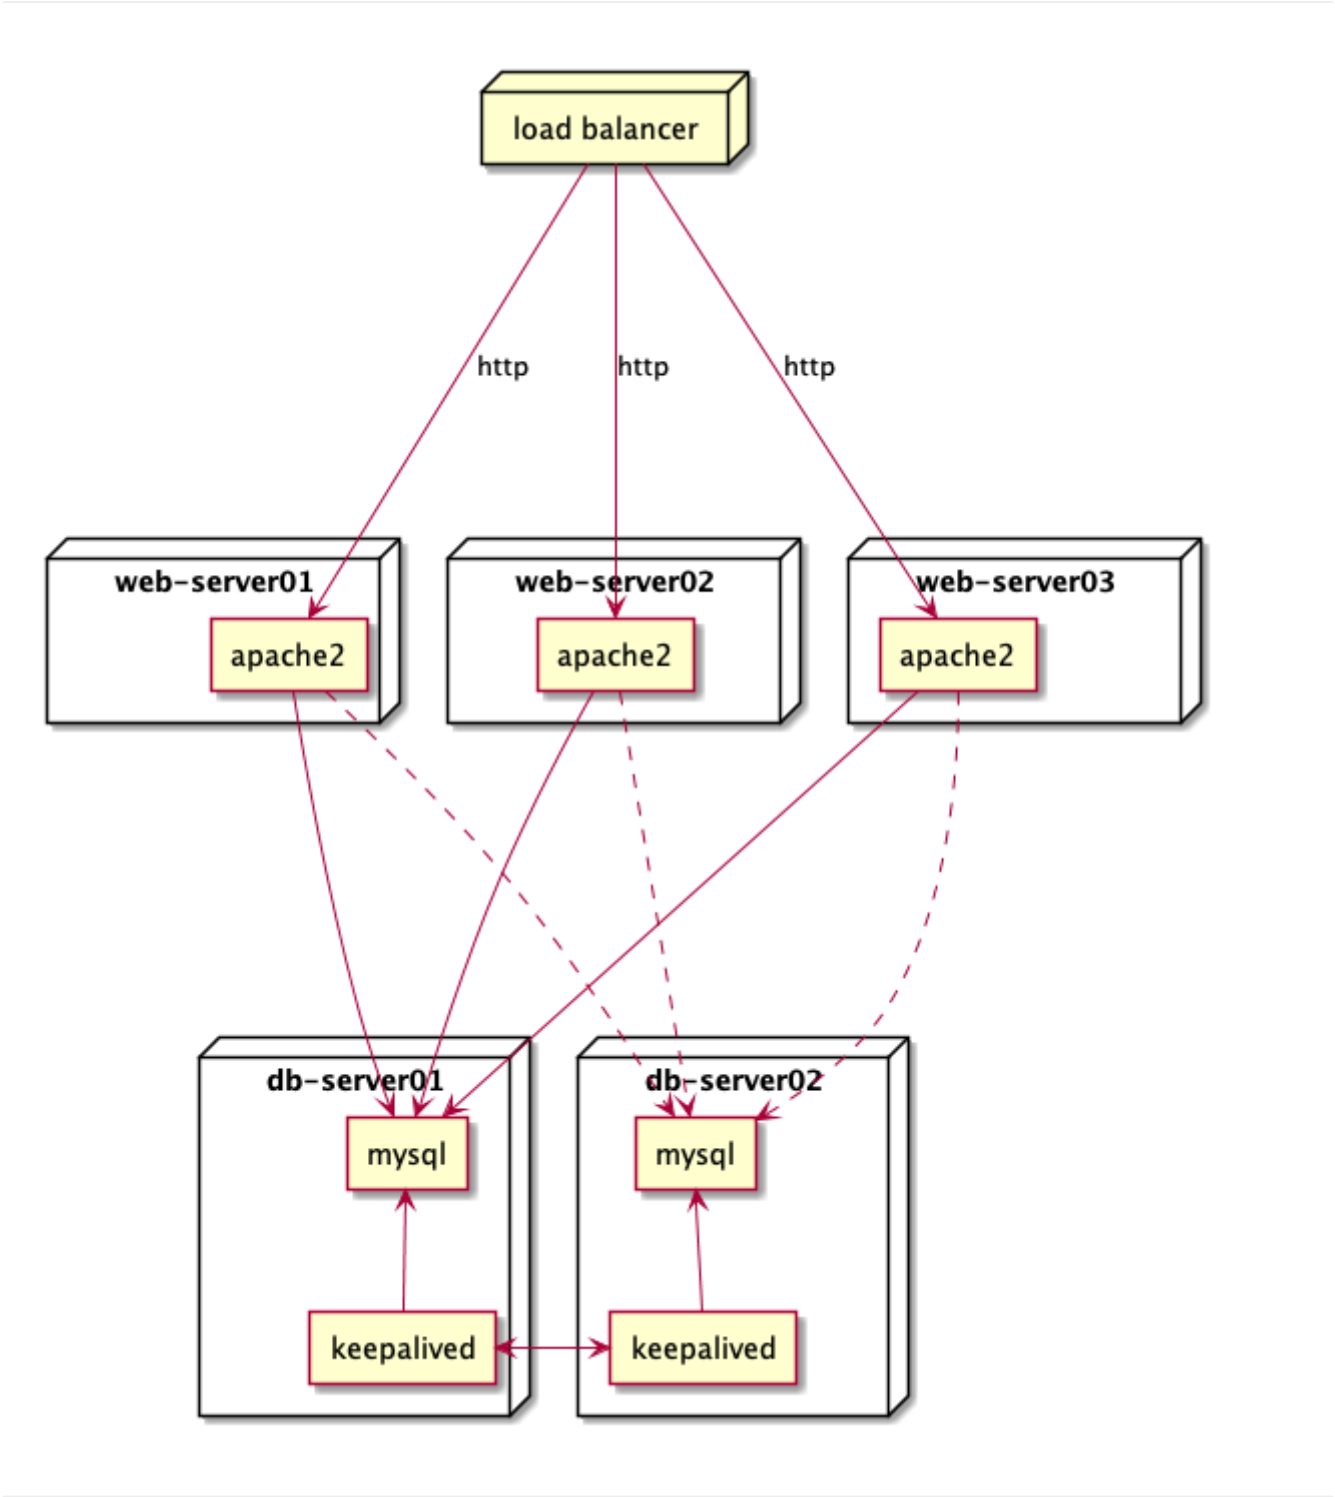 load balancer
http
http
http
web-server01
web-server02
web-server03
apache2
apache2
apache2
db-server01
db-server02
mysql
mysql
keepalived
keepalived